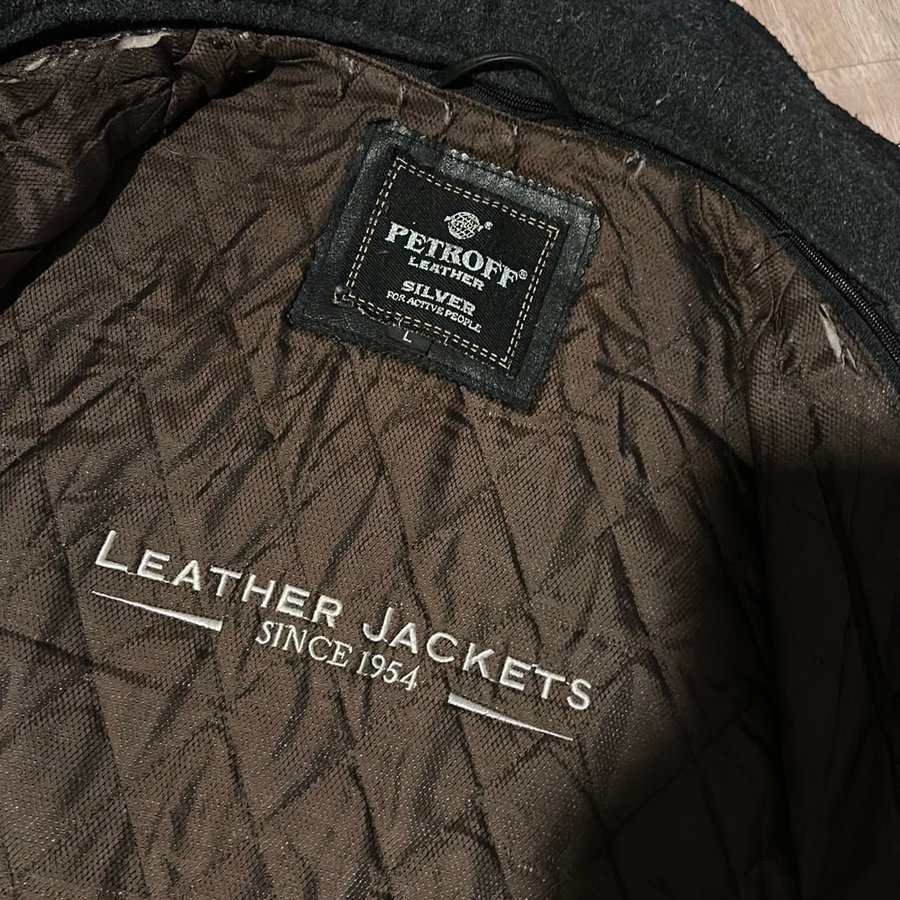 PETROFF®
LEATHER
SILVER
FOR ACTIVE PEOPLE
L
LEATHER JACKETS
SINCE 1954